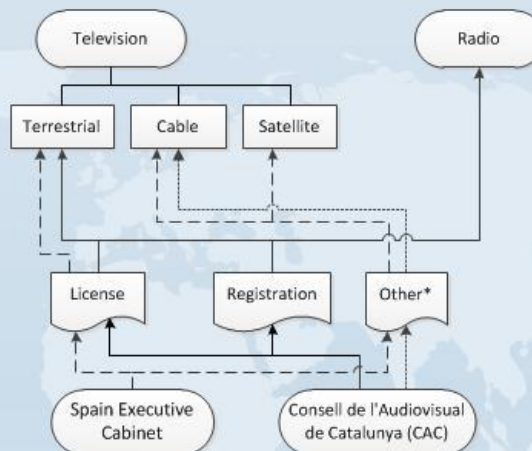 Television
Radio
Terrestrial
Cable
Satellite
License
Registration
Other*
Spain Executive
Cabinet
Consell de l'Audiovisual
de Catalunya (CAC)